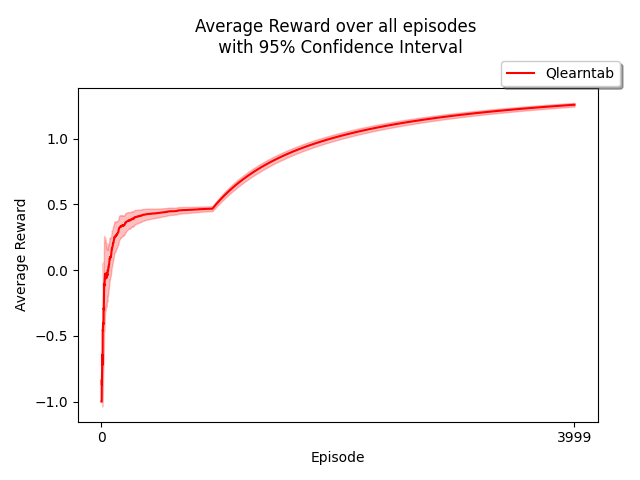 Average Reward over all episodes
with 95% Confidence Interval
Qlearntab
1.0
0.5
0.0
−0.5
−1.0
Average Reward
0
3999
Episode